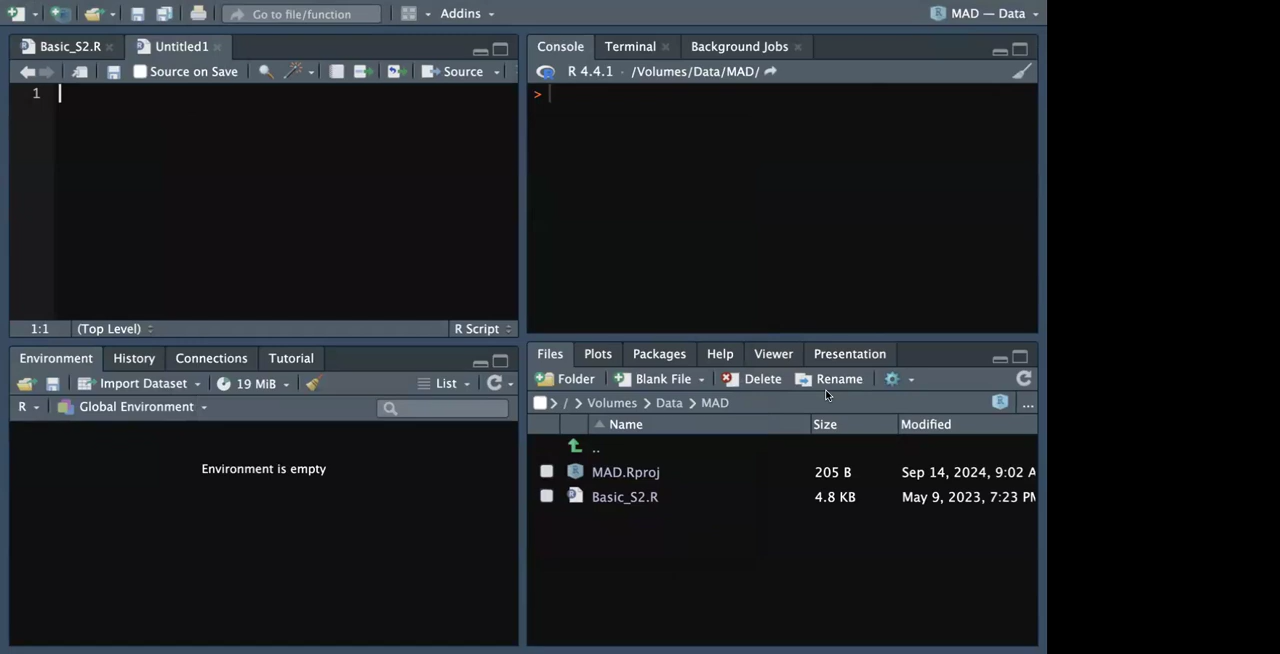 Go to file/function
Addins
MAD — Data
Basic_S2.R
Untitled1
Source on Save
Source
1
1:1
(Top Level)
R Script
Console
Terminal
Background Jobs
R 4.4.1 · /Volumes/Data/MAD/
>
Environment
History
Connections
Tutorial
Import Dataset
19 MiB
List
R
Global Environment
Environment is empty
Files
Plots
Packages
Help
Viewer
Presentation
Folder
Blank File
Delete
Rename
/ Volumes Data MAD
...
Name
Size
Modified
..
MAD.Rproj
205 B
Sep 14, 2024, 9:02 A
Basic_S2.R
4.8 KB
May 9, 2023, 7:23 PM